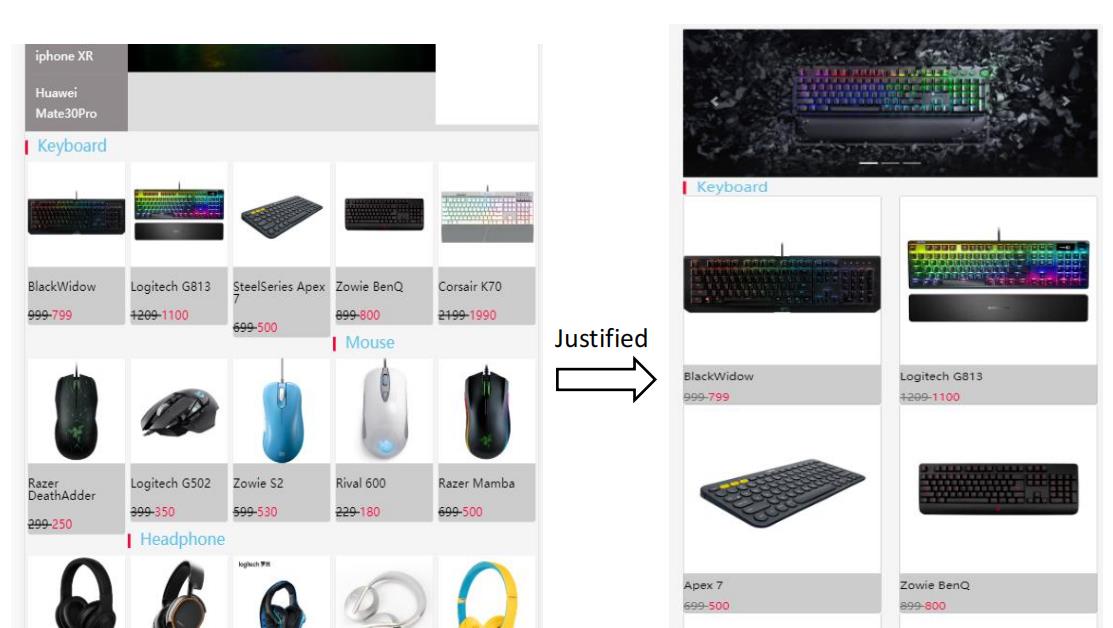 iphone XR
Huawei
Mate30Pro
Keyboard
BlackWidow
999-799
Logitech G813
1209-1100
SteelSeries Apex
7
699-500
Zowie BenQ
899-800
Corsair K70
2199-1990
Mouse
Razer
DeathAdder
299-250
Logitech G502
399-350
Zowie S2
599-530
Rival 600
229-180
Razer Mamba
699-500
Headphone
logitech 罗技
Justified
Keyboard
BlackWidow
999-799
Logitech G813
1209-1100
Apex 7
699-500
Zowie BenQ
899-800